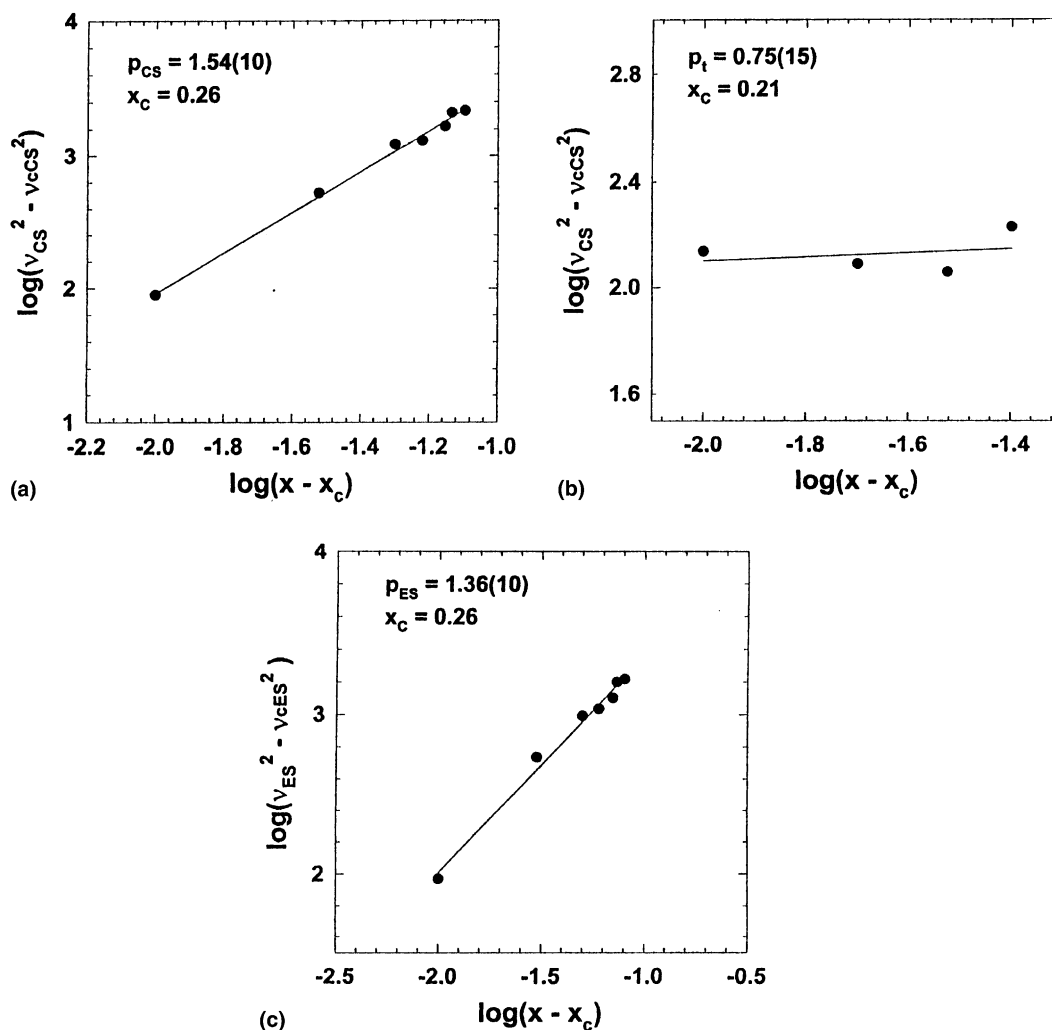 p_CS = 1.54(10)
x_C = 0.26
log(ν_CS² - ν_cCS²)
4
3
2
1
-2.2 -2.0 -1.8 -1.6 -1.4 -1.2 -1.0
log(x - x_c)
(a)
p_t = 0.75(15)
x_C = 0.21
log(ν_CS² - ν_cCS²)
2.8
2.4
2.0
1.6
-2.0 -1.8 -1.6 -1.4
log(x - x_c)
(b)
p_ES = 1.36(10)
x_C = 0.26
log(ν_ES² - ν_cES²)
4
3
2
-2.5 -2.0 -1.5 -1.0 -0.5
log(x - x_c)
(c)